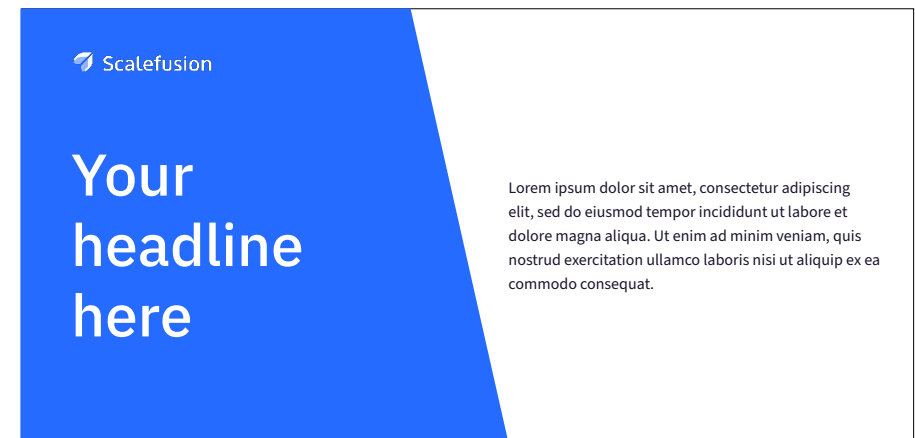 Scalefusion
Your
headline
here
Lorem ipsum dolor sit amet, consectetur adipiscing
elit, sed do eiusmod tempor incididunt ut labore et
dolore magna aliqua. Ut enim ad minim veniam, quis
nostrud exercitation ullamco laboris nisi ut aliquip ex ea
commodo consequat.